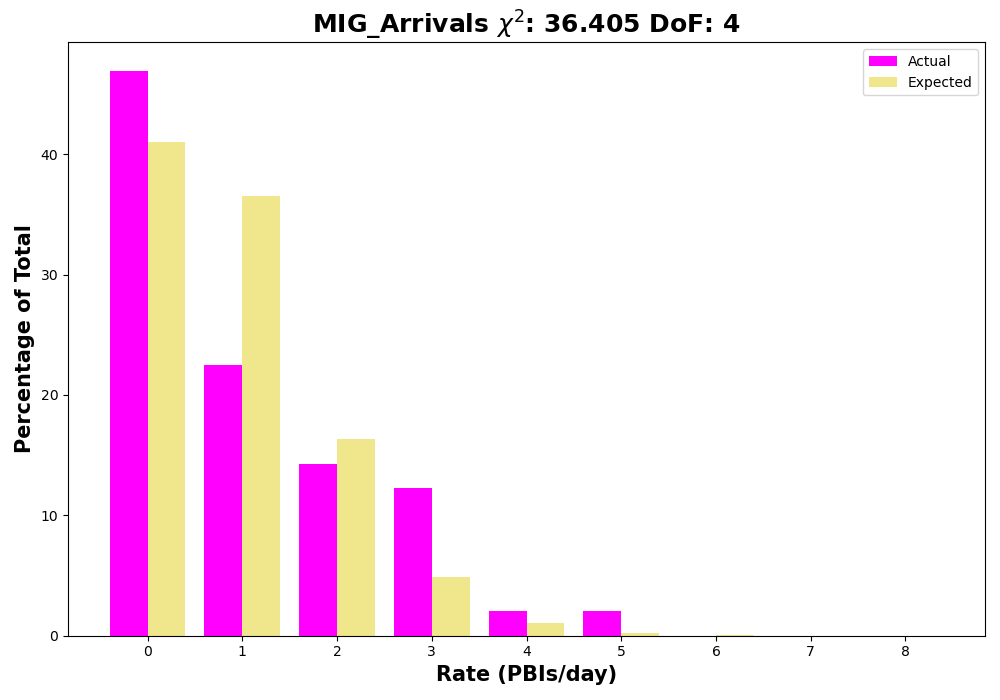 MIG_Arrivals χ²: 36.405 DoF: 4
Actual
Expected
Percentage of Total
40
30
20
10
0
0 1 2 3 4 5 6 7 8
Rate (PBIs/day)